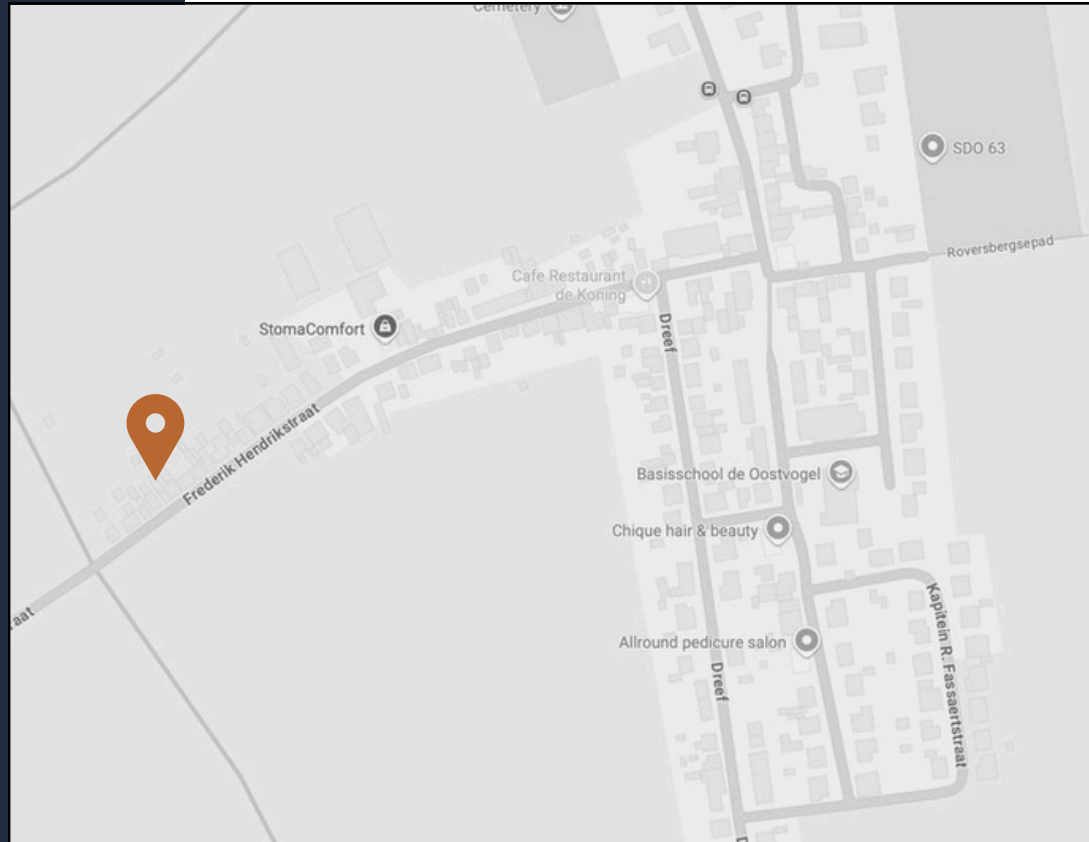 Cemetery
SDO 63
Roversbergsepad
Cafe Restaurant
de Koning
Dreef
StomaComfort
Frederik Hendrikstraat
Basisschool de Oostvogel
Chique hair & beauty
Kapitein R. Fassaertstraat
raat
Allround pedicure salon
Dreef
D